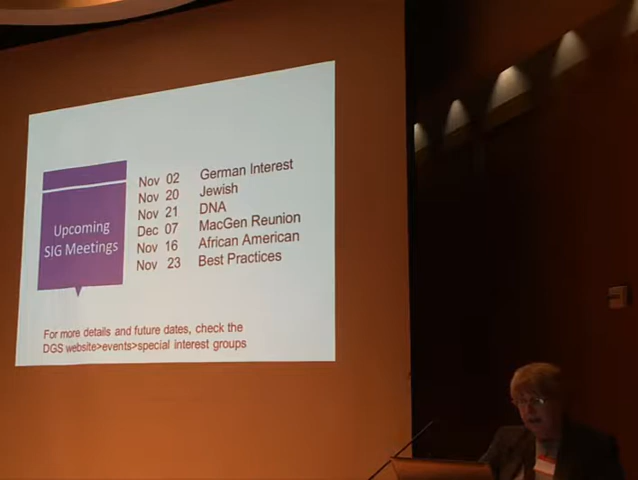 Upcoming
SIG Meetings
Nov 02 German Interest
Nov 20 Jewish
Nov 21 DNA
Dec 07 MacGen Reunion
Nov 16 African American
Nov 23 Best Practices
For more details and future dates, check the
DGS website>events>special interest groups